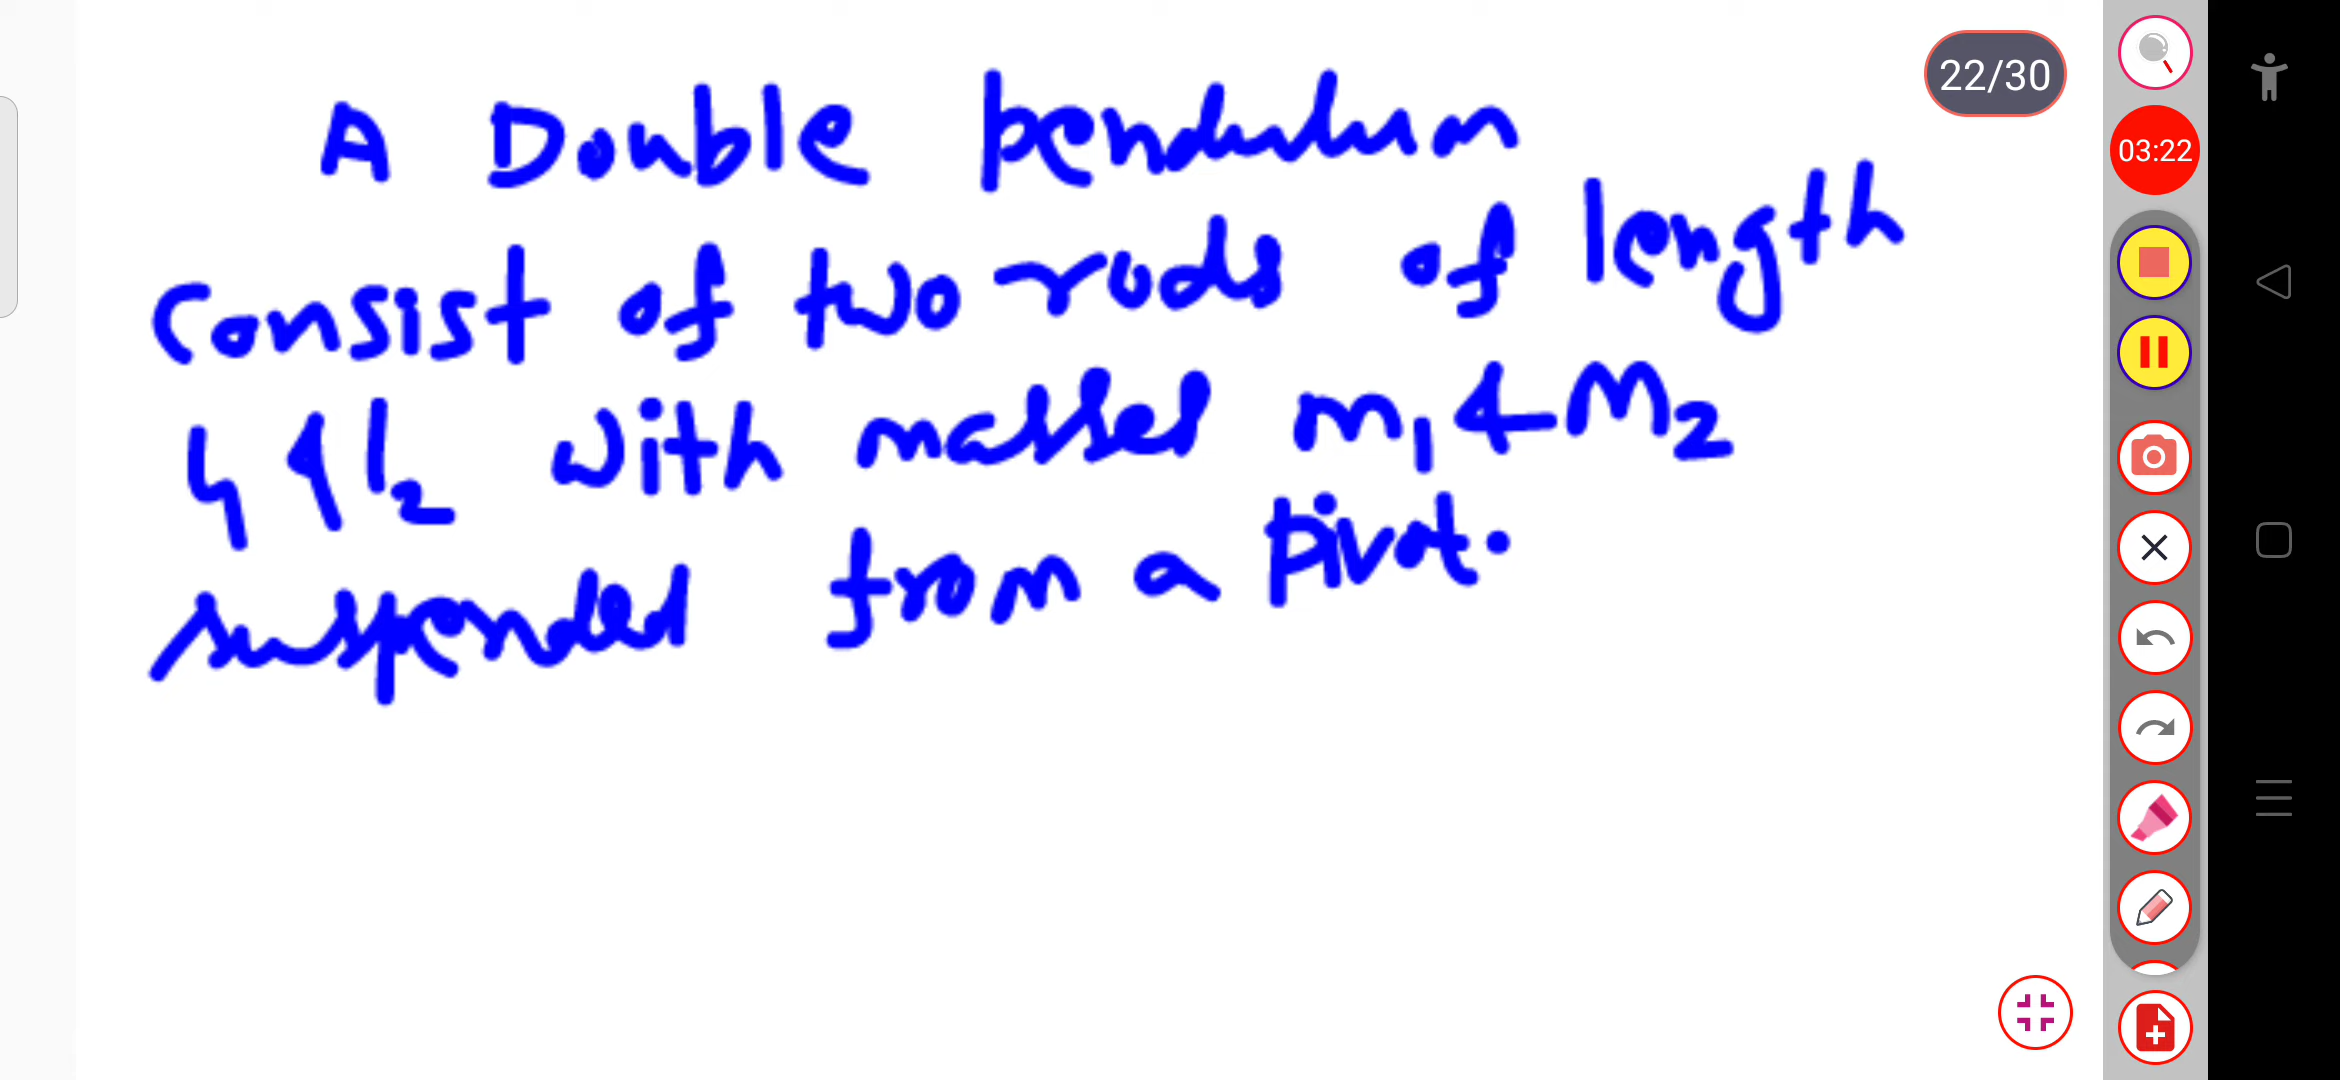 A Double pendulum
22/30
03:22
consist of two rods of length
l1 & l2 with masses m1 & M2
suspended from a pivot.